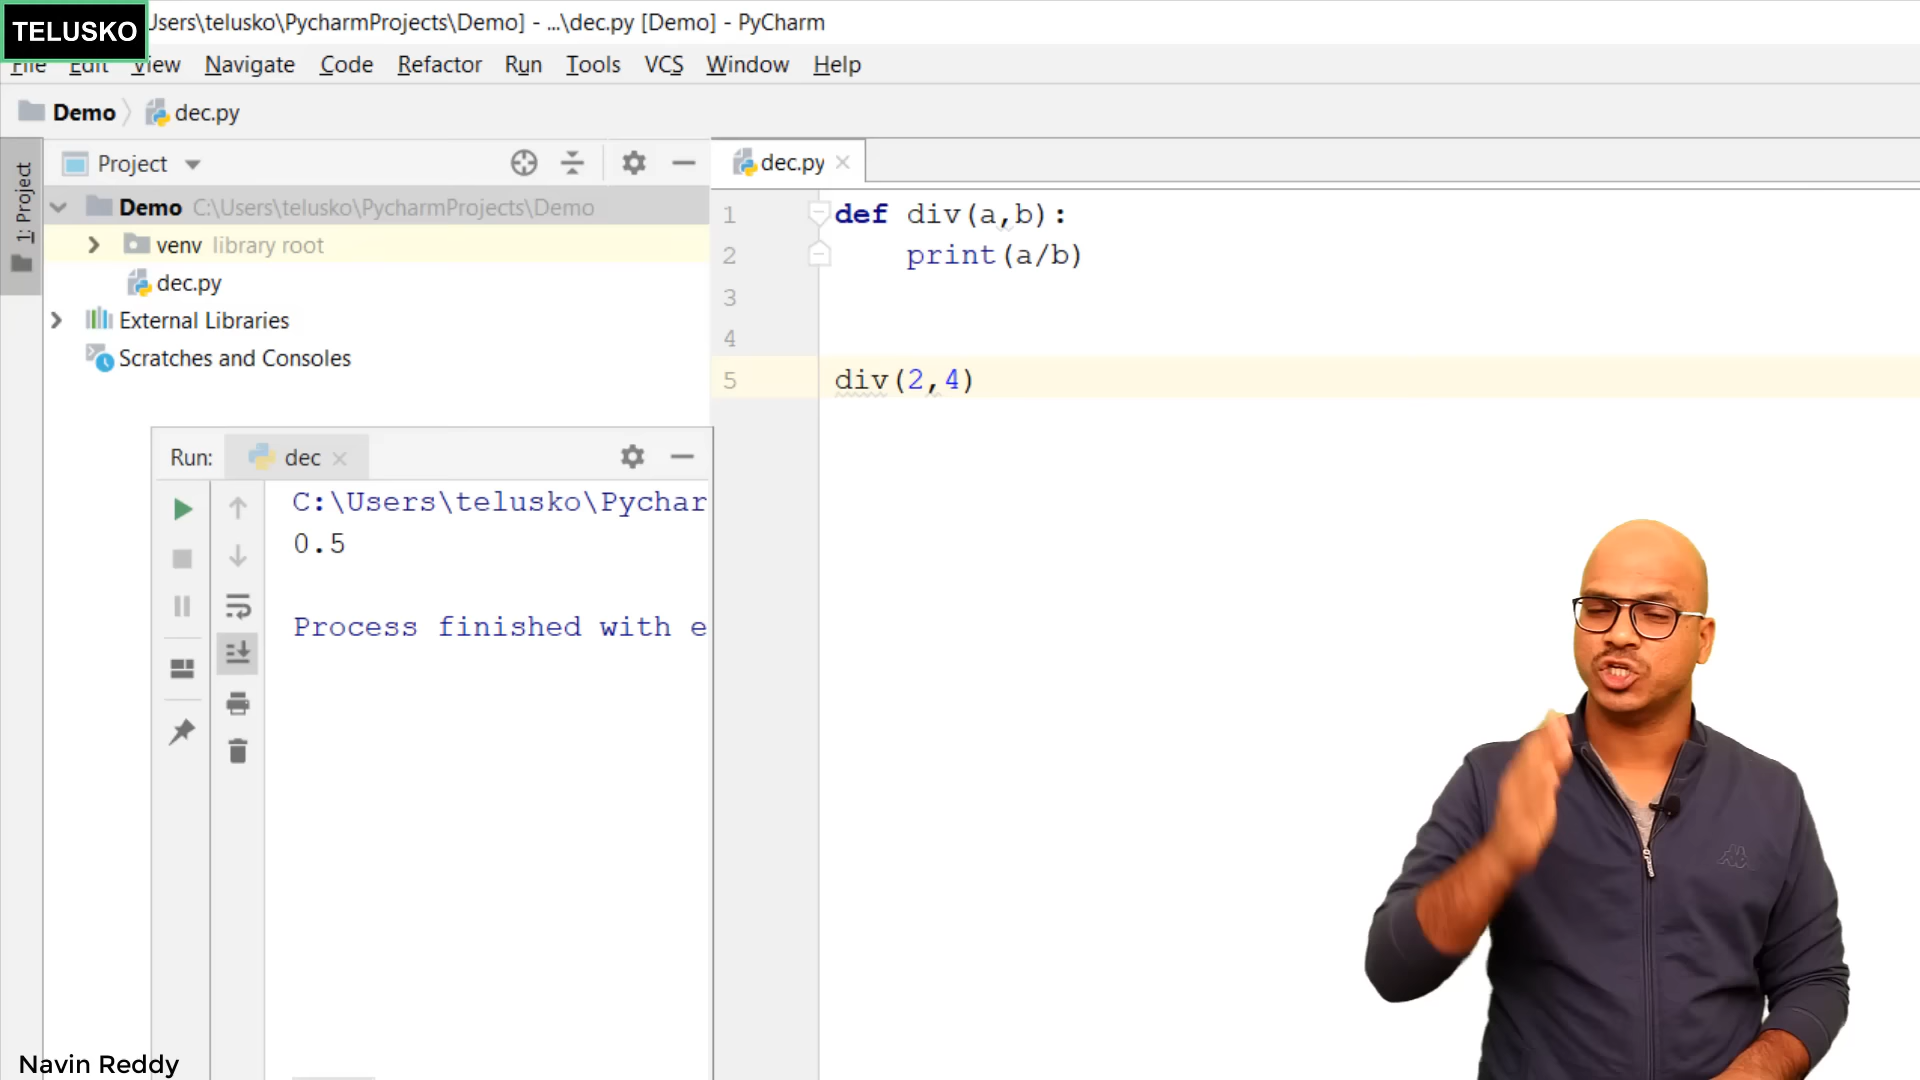 TELUSKO
Users\telusko\PycharmProjects\Demo] - ...\dec.py [Demo] - PyCharm
File Edit View Navigate Code Refactor Run Tools VCS Window Help
Demo dec.py
1: Project
Project
dec.py
Demo C:\Users\telusko\PycharmProjects\Demo
venv library root
dec.py
External Libraries
Scratches and Consoles
1 def div(a,b):
2 print(a/b)
3
4
5 div(2,4)
Run: dec
C:\Users\telusko\Pychar
0.5
Process finished with e
Navin Reddy